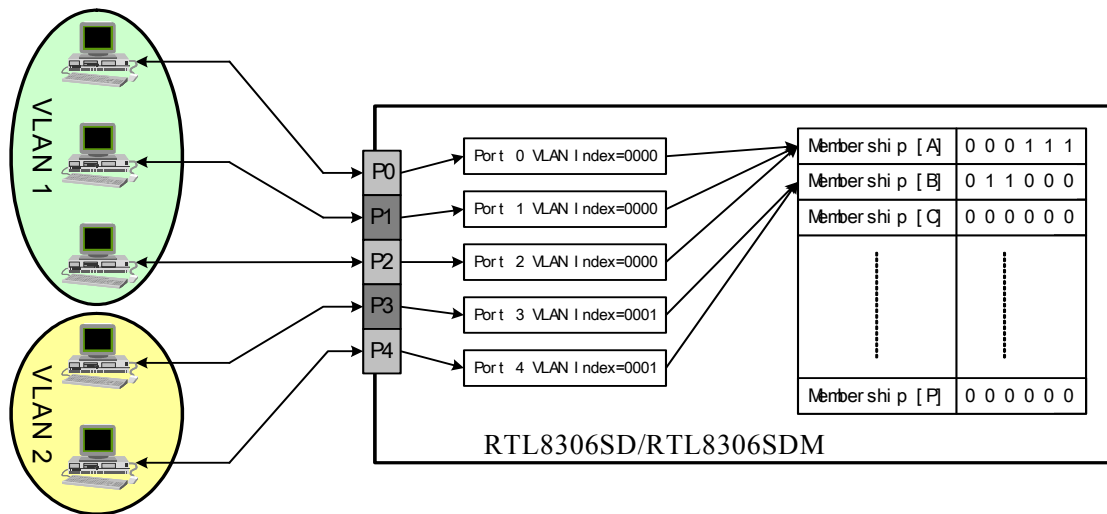 VLAN 1
VLAN 2
P0
P1
P2
P3
P4
Port 0 VLAN Index=0000
Port 1 VLAN Index=0000
Port 2 VLAN Index=0000
Port 3 VLAN Index=0001
Port 4 VLAN Index=0001
Membership [A] 0 0 0 1 1 1
Membership [B] 0 1 1 0 0 0
Membership [C] 0 0 0 0 0 0
Membership [P] 0 0 0 0 0 0
RTL8306SD/RTL8306SDM